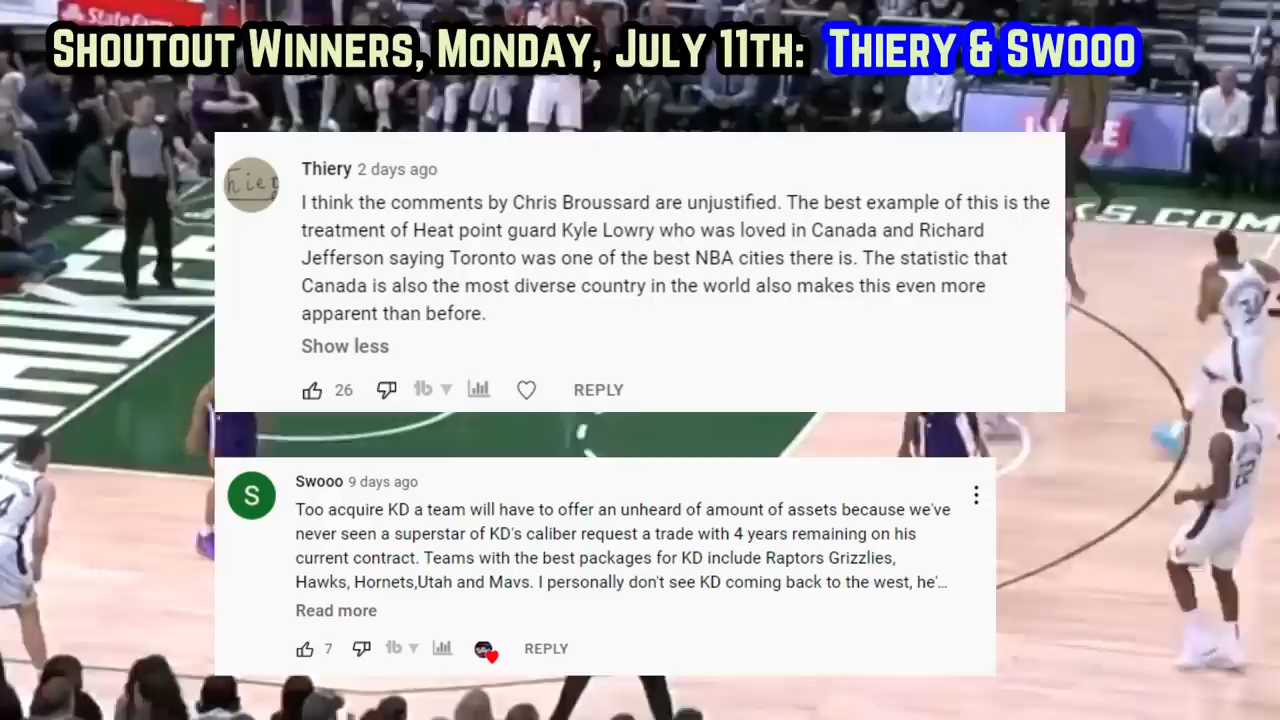 StateFarm
SHOUTOUT WINNERS, MONDAY, JULY 11TH: THIERY & SWOOO
KS.COM
Thiery 2 days ago
I think the comments by Chris Broussard are unjustified. The best example of this is the
treatment of Heat point guard Kyle Lowry who was loved in Canada and Richard
Jefferson saying Toronto was one of the best NBA cities there is. The statistic that
Canada is also the most diverse country in the world also makes this even more
apparent than before.
Show less
26 REPLY
S
Swooo 9 days ago
Too acquire KD a team will have to offer an unheard of amount of assets because we've
never seen a superstar of KD's caliber request a trade with 4 years remaining on his
current contract. Teams with the best packages for KD include Raptors Grizzlies,
Hawks, Hornets,Utah and Mavs. I personally don't see KD coming back to the west, he'...
Read more
7 REPLY
22